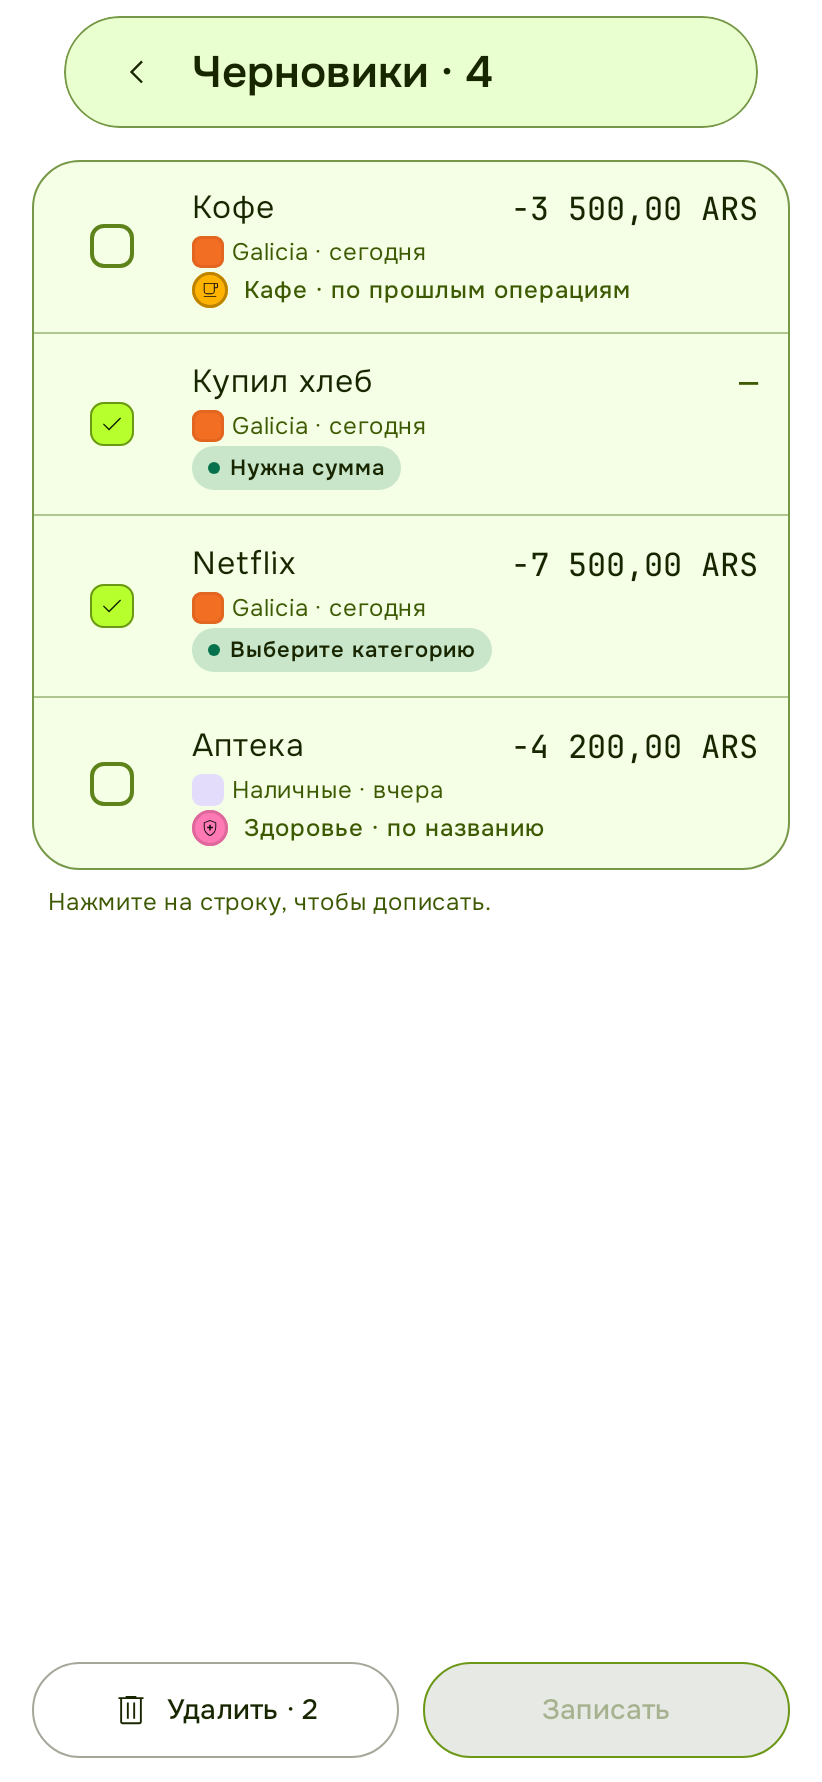 Черновики · 4
Кофе -3 500,00 ARS
Galicia · сегодня
Кафе · по прошлым операциям
Купил хлеб —
Galicia · сегодня
Нужна сумма
Netflix -7 500,00 ARS
Galicia · сегодня
Выберите категорию
Аптека -4 200,00 ARS
Наличные · вчера
Здоровье · по названию
Нажмите на строку, чтобы дописать.
Удалить · 2 Записать